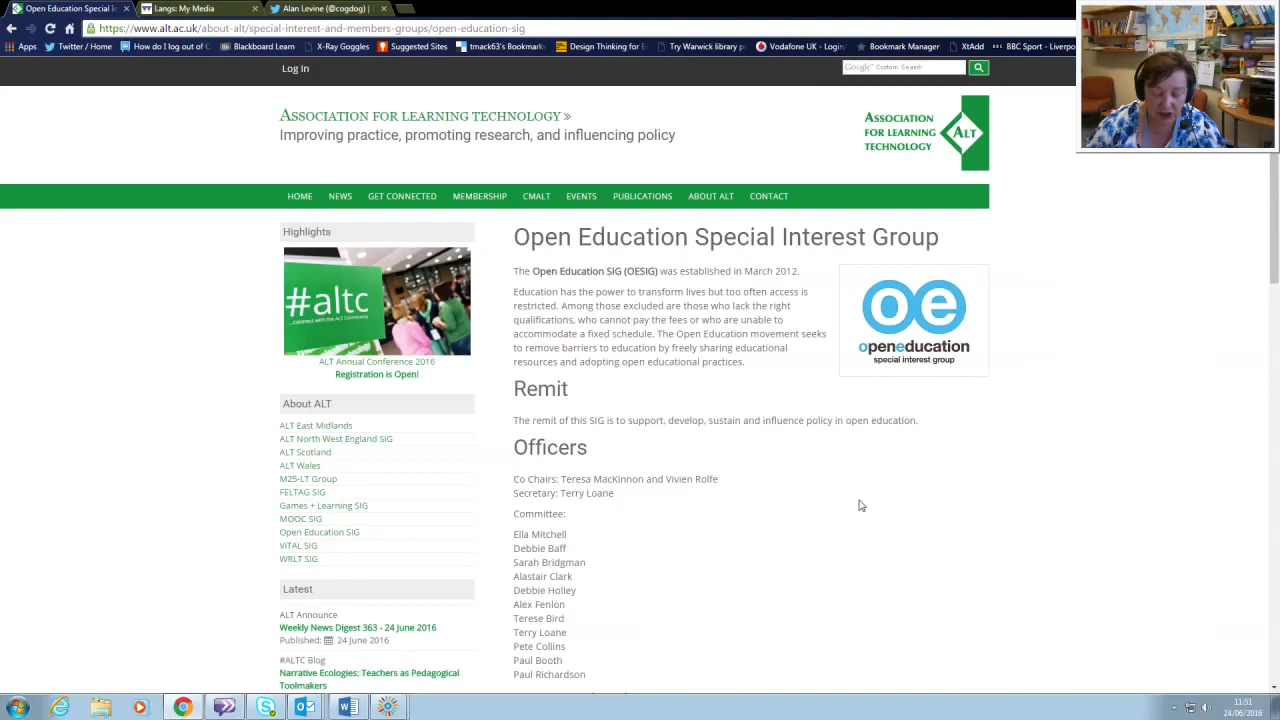 Open Education Special In
Langs: My Media
Alan Levine (@cogdog) |
https://www.alt.ac.uk/about-alt/special-interest-and-members-groups/open-education-sig
Apps
Twitter / Home
How do I log out of C
Blackboard Learn
X-Ray Goggles
Suggested Sites
tmack63's Bookmark
Design Thinking for E
Try Warwick library p
Vodafone UK - Login
Bookmark Manager
XtAdd
BBC Sport - Liverpo
Log In
Google™ Custom Search
ASSOCIATION FOR LEARNING TECHNOLOGY »
Improving practice, promoting research, and influencing policy
ASSOCIATION
FOR LEARNING
TECHNOLOGY
ALT
HOME NEWS GET CONNECTED MEMBERSHIP CMALT EVENTS PUBLICATIONS ABOUT ALT CONTACT
Highlights
#altc
...connect with the ALT Community
ALT Annual Conference 2016
Registration is Open!
About ALT
ALT East Midlands
ALT North West England SIG
ALT Scotland
ALT Wales
M25-LT Group
FELTAG SIG
Games + Learning SIG
MOOC SIG
Open Education SIG
ViTAL SIG
WRLT SIG
Latest
ALT Announce
Weekly News Digest 363 - 24 June 2016
Published: 24 June 2016
#ALTC Blog
Narrative Ecologies: Teachers as Pedagogical
Toolmakers
Open Education Special Interest Group
The Open Education SIG (OESIG) was established in March 2012.
Education has the power to transform lives but too often access is
restricted. Among those excluded are those who lack the right
qualifications, who cannot pay the fees or who are unable to
accommodate a fixed schedule. The Open Education movement seeks
to remove barriers to education by freely sharing educational
resources and adopting open educational practices.
oe
openeducation
special interest group
Remit
The remit of this SIG is to support, develop, sustain and influence policy in open education.
Officers
Co Chairs: Teresa MacKinnon and Vivien Rolfe
Secretary: Terry Loane
Committee:
Ella Mitchell
Debbie Baff
Sarah Bridgman
Alastair Clark
Debbie Holley
Alex Fenlon
Terese Bird
Terry Loane
Pete Collins
Paul Booth
Paul Richardson
11:51
24/06/2016